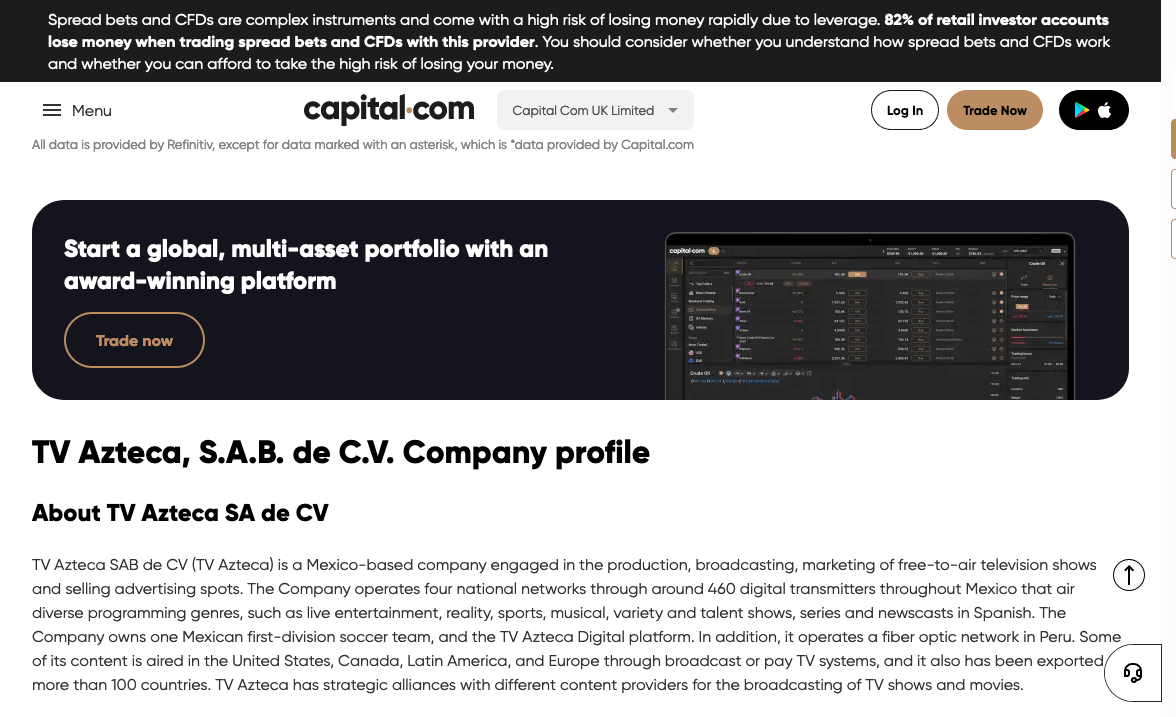 Spread bets and CFDs are complex instruments and come with a high risk of losing money rapidly due to leverage. 82% of retail investor accounts
lose money when trading spread bets and CFDs with this provider. You should consider whether you understand how spread bets and CFDs work
and whether you can afford to take the high risk of losing your money.
Menu
capital.com
Capital Com UK Limited
Log In
Trade Now
All data is provided by Refinitiv, except for data marked with an asterisk, which is *data provided by Capital.com
Start a global, multi-asset portfolio with an
award-winning platform
Trade now
capital.com
Crude Oil
Crude Oil
TV Azteca, S.A.B. de C.V. Company profile
About TV Azteca SA de CV
TV Azteca SAB de CV (TV Azteca) is a Mexico-based company engaged in the production, broadcasting, marketing of free-to-air television shows
and selling advertising spots. The Company operates four national networks through around 460 digital transmitters throughout Mexico that air
diverse programming genres, such as live entertainment, reality, sports, musical, variety and talent shows, series and newscasts in Spanish. The
Company owns one Mexican first-division soccer team, and the TV Azteca Digital platform. In addition, it operates a fiber optic network in Peru. Some
of its content is aired in the United States, Canada, Latin America, and Europe through broadcast or pay TV systems, and it also has been exported
more than 100 countries. TV Azteca has strategic alliances with different content providers for the broadcasting of TV shows and movies.